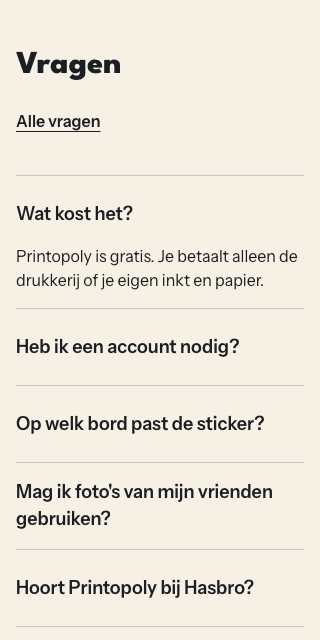 Vragen
Alle vragen
Wat kost het?
Printopoly is gratis. Je betaalt alleen de
drukkerij of je eigen inkt en papier.
Heb ik een account nodig?
Op welk bord past de sticker?
Mag ik foto's van mijn vrienden
gebruiken?
Hoort Printopoly bij Hasbro?